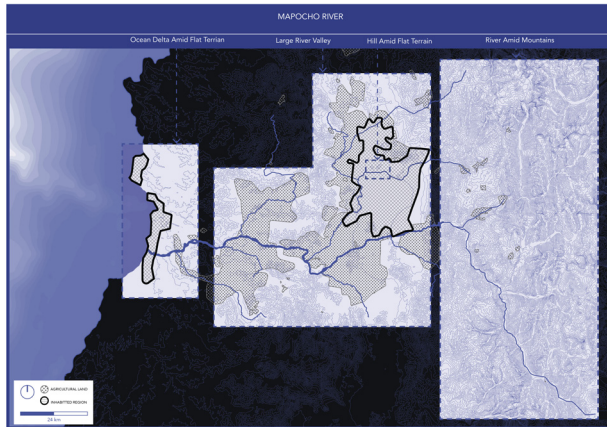 MAPOCHO RIVER
Ocean Delta Amid Flat Terrian
Large River Valley
Hill Amid Flat Terrain
River Amid Mountains
AGRICULTURAL LAND
INHABITTED REGION
24 km